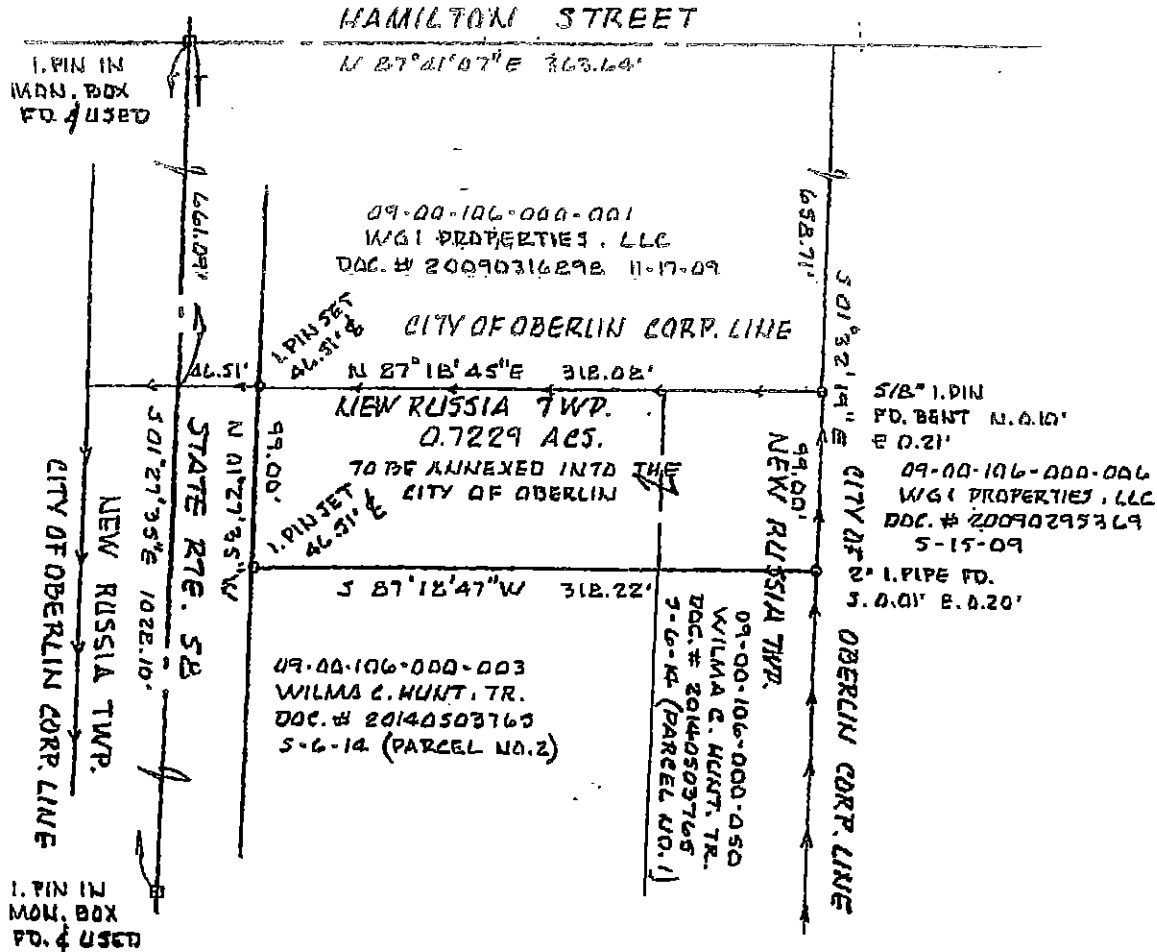 HAMILTON STREET
N 87°41'07"E 363.64'
I. PIN IN
MON. BOX
FD. & USED
661.09'
658.71'
09-00-106-000-001
WG1 PROPERTIES, LLC
DOC. # 20090316898 11-17-09
I. PIN SET
46.51' ℄
CITY OF OBERLIN CORP. LINE
46.51'
N 87°18'45"E 318.08'
S 01°32'19"E
5/8" I. PIN
FD. BENT N. 0.10'
E 0.21'
NEW RUSSIA TWP.
0.7229 ACS.
TO BE ANNEXED INTO THE
CITY OF OBERLIN
99.00'
N 01°27'35"W
99.00'
NEW RUSSIA TWP.
09-00-106-000-006
WG1 PROPERTIES, LLC
DOC. # 20090295369
5-15-09
I. PIN SET
46.51' ℄
S 87°18'47"W 318.22'
2" I. PIPE FD.
S. 0.01' E. 0.20'
STATE RTE. 58
S 01°27'35"E 1028.10'
NEW RUSSIA TWP.
CITY OF OBERLIN CORP. LINE
09-00-106-000-003
WILMA C. HUNT, TR.
DOC. # 20140503765
5-6-14 (PARCEL NO. 2)
09-00-106-000-050
WILMA C. HUNT, TR.
DOC. # 20140503765
5-6-14 (PARCEL NO. 1)
CITY OF OBERLIN CORP. LINE
I. PIN IN
MON. BOX
FD. & USED